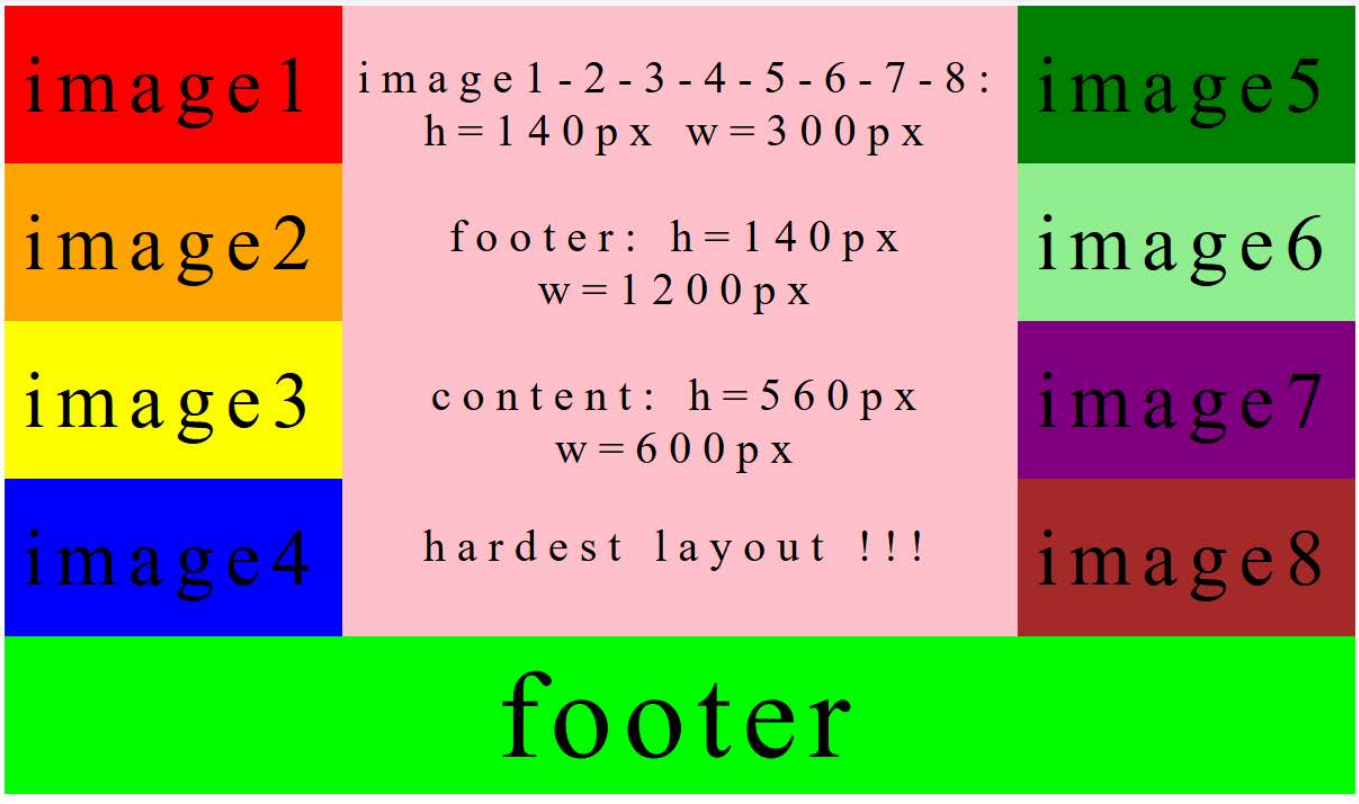 image1
image2
image3
image4
image1-2-3-4-5-6-7-8:
h=140px w=300px
footer: h=140px
w=1200px
content: h=560px
w=600px
hardest layout !!!
image5
image6
image7
image8
footer